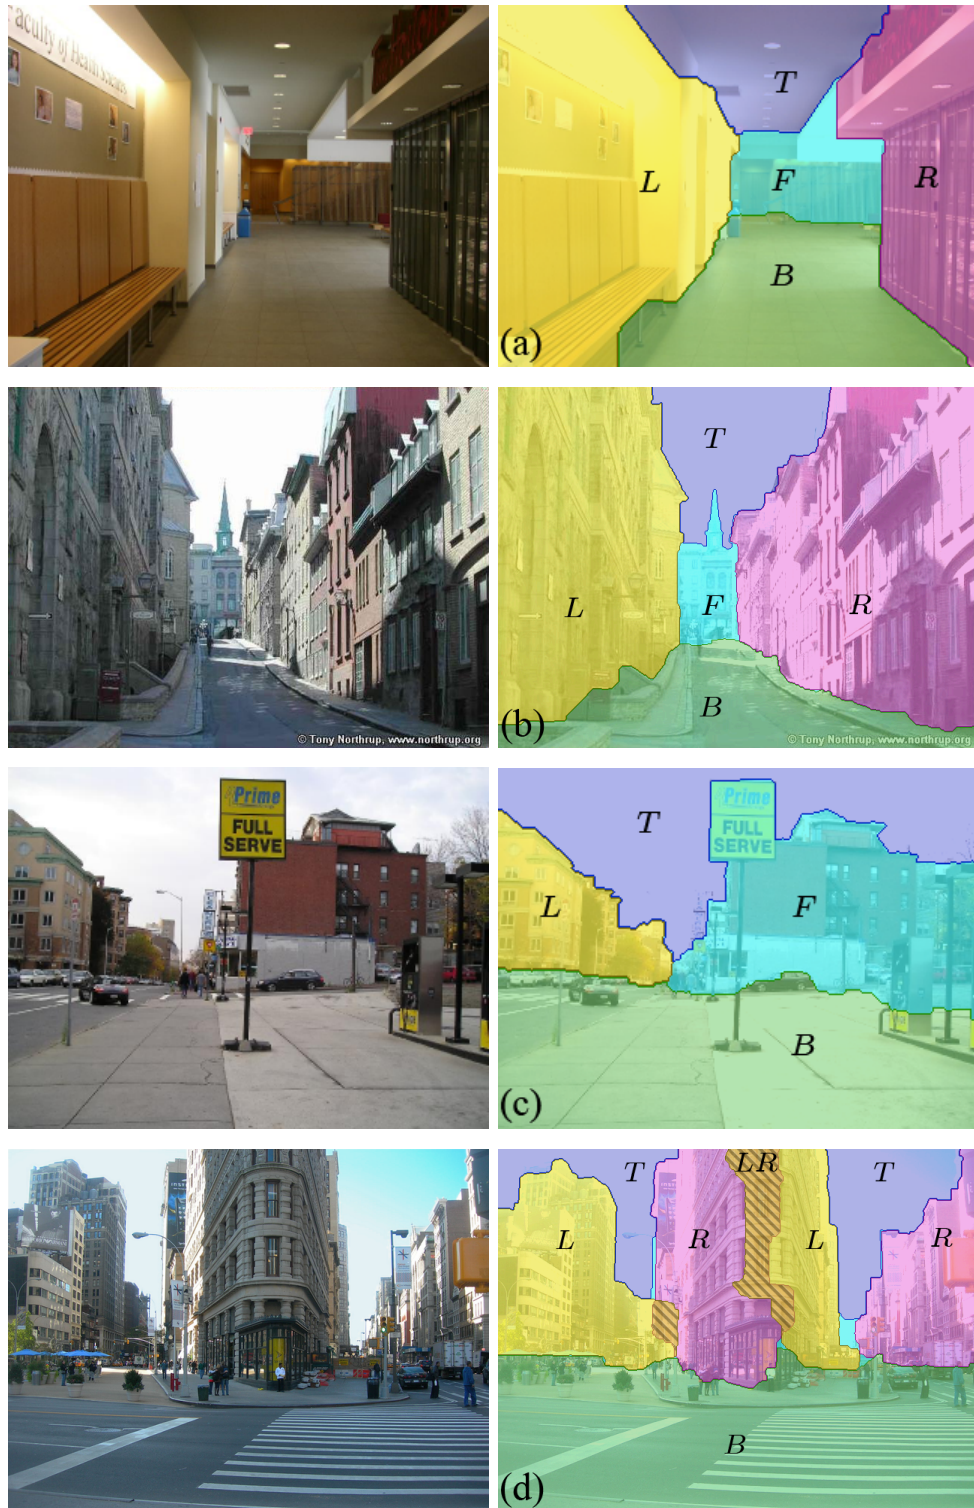 aculty of Health Sciences
T
L
F
R
B
(a)
T
L
F
R
B
(b)
© Tony Northrup, www.northrup.org
© Tony Northrup, www.northrup.org
Prime
FULL
SERVE
Prime
FULL
SERVE
T
L
F
B
(c)
LR
T
T
L
R
L
R
B
(d)